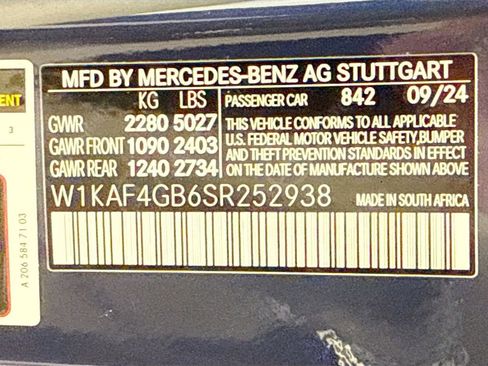 MFD BY MERCEDES-BENZ AG STUTTGART
KG LBS
GVWR 2280 5027
GAWR FRONT 1090 2403
GAWR REAR 1240 2734
PASSENGER CAR 842 09/24
THIS VEHICLE CONFORMS TO ALL APPLICABLE
U.S. FEDERAL MOTOR VEHICLE SAFETY,BUMPER
AND THEFT PREVENTION STANDARDS IN EFFECT
ON THE DATE OF MANUFACTURE SHOWN ABOVE
W1KAF4GB6SR252938
MADE IN SOUTH AFRICA
3
A 206 584 71 03